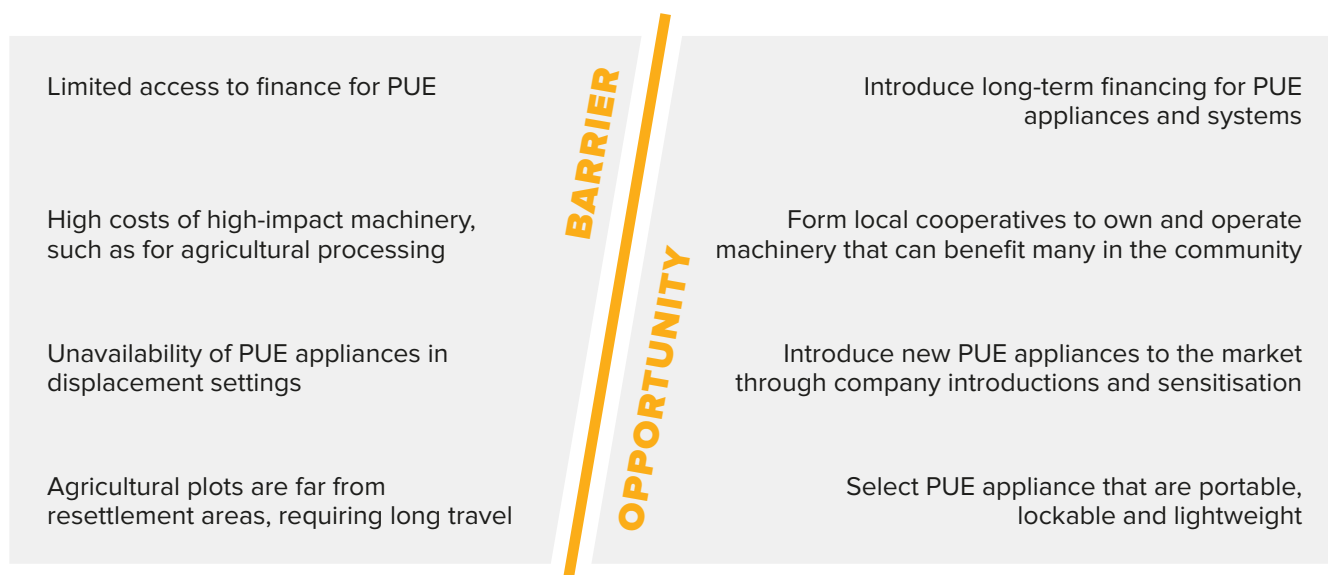 BARRIER
OPPORTUNITY
Limited access to finance for PUE
Introduce long-term financing for PUE
appliances and systems
High costs of high-impact machinery,
such as for agricultural processing
Form local cooperatives to own and operate
machinery that can benefit many in the community
Unavailability of PUE appliances in
displacement settings
Introduce new PUE appliances to the market
through company introductions and sensitisation
Agricultural plots are far from
resettlement areas, requiring long travel
Select PUE appliance that are portable,
lockable and lightweight